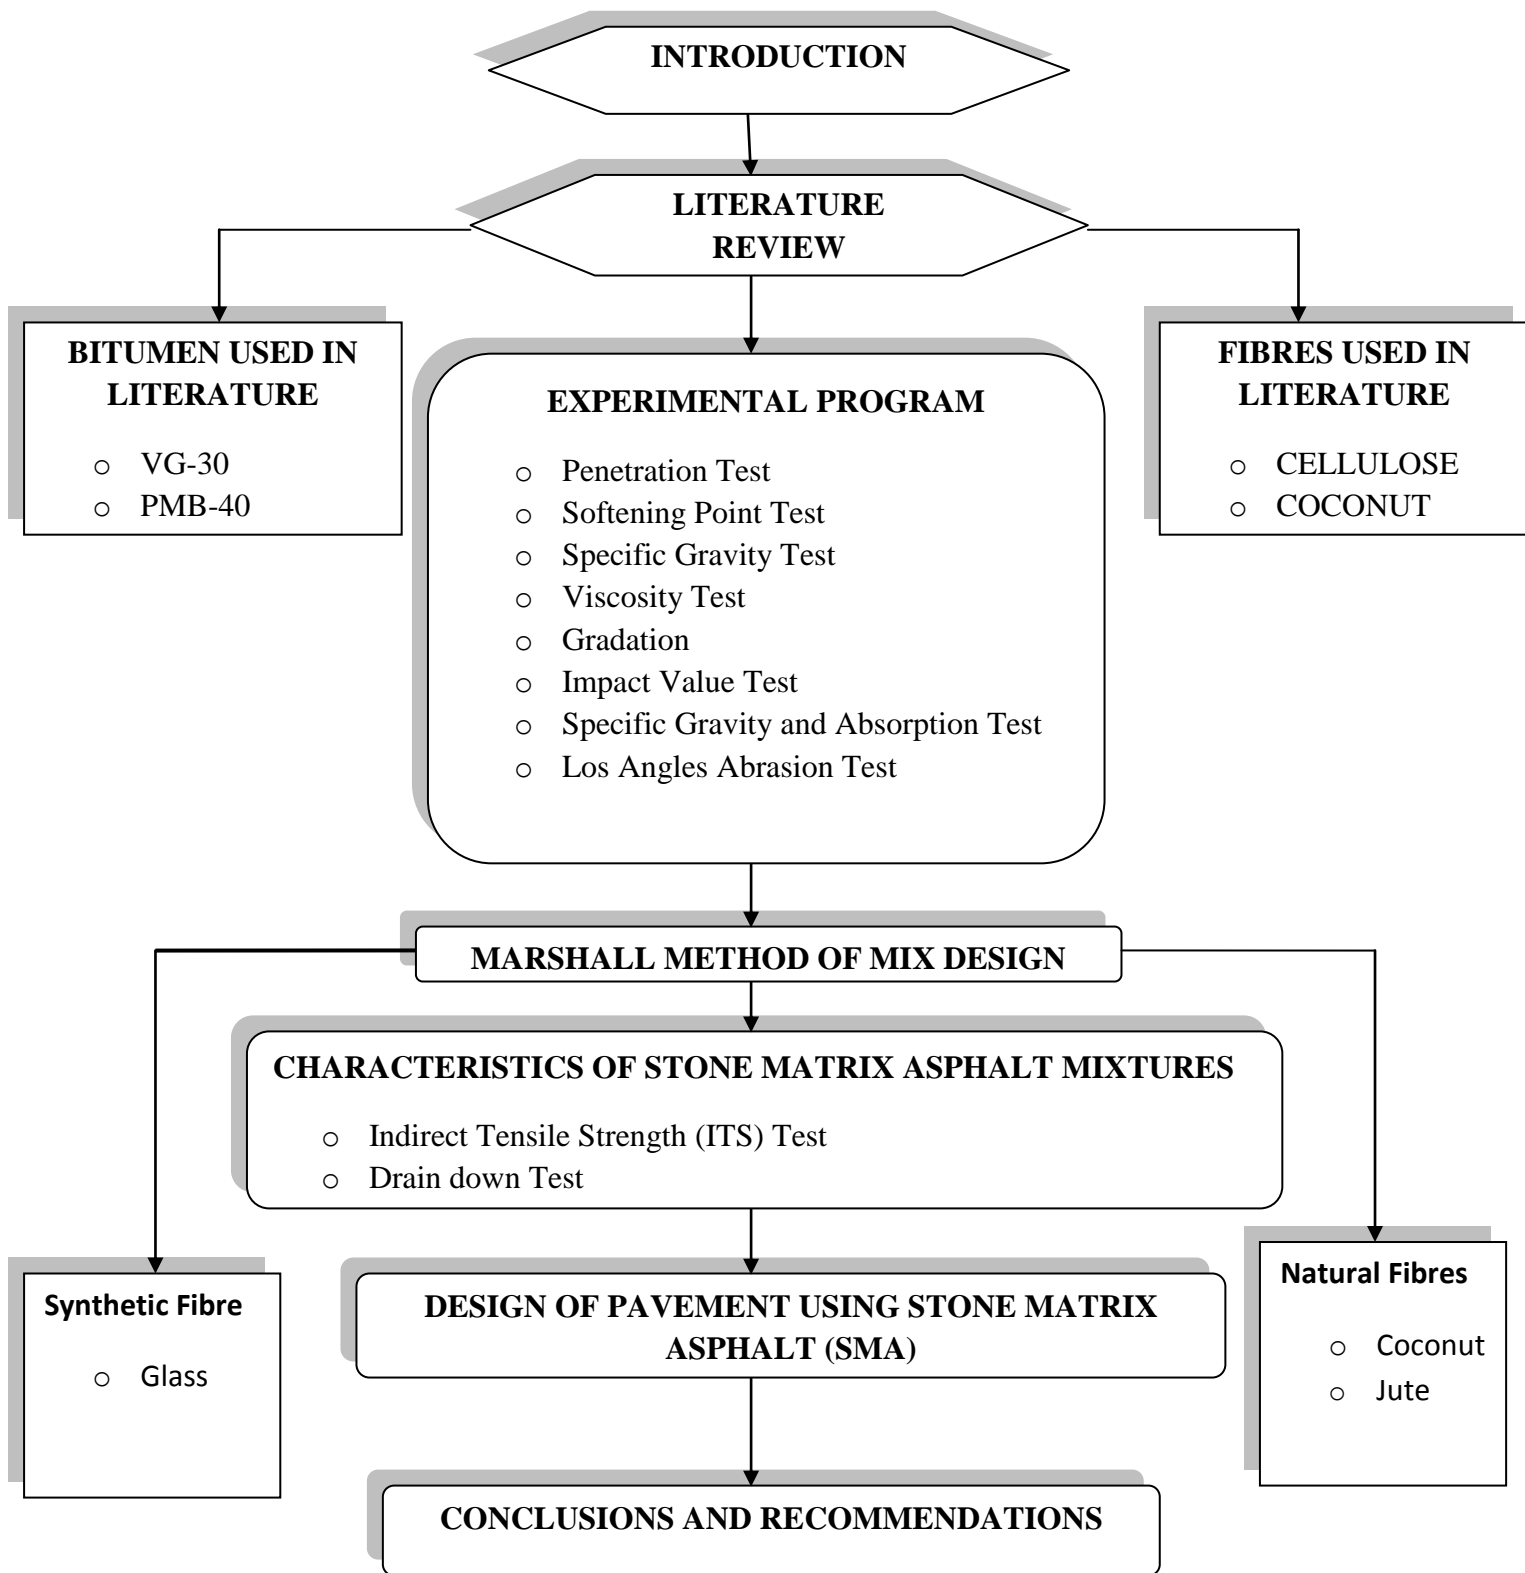 INTRODUCTION
LITERATURE
REVIEW
BITUMEN USED IN
LITERATURE
o VG-30
o PMB-40
EXPERIMENTAL PROGRAM
o Penetration Test
o Softening Point Test
o Specific Gravity Test
o Viscosity Test
o Gradation
o Impact Value Test
o Specific Gravity and Absorption Test
o Los Angles Abrasion Test
FIBRES USED IN
LITERATURE
o CELLULOSE
o COCONUT
MARSHALL METHOD OF MIX DESIGN
CHARACTERISTICS OF STONE MATRIX ASPHALT MIXTURES
o Indirect Tensile Strength (ITS) Test
o Drain down Test
Synthetic Fibre
o Glass
DESIGN OF PAVEMENT USING STONE MATRIX
ASPHALT (SMA)
Natural Fibres
o Coconut
o Jute
CONCLUSIONS AND RECOMMENDATIONS